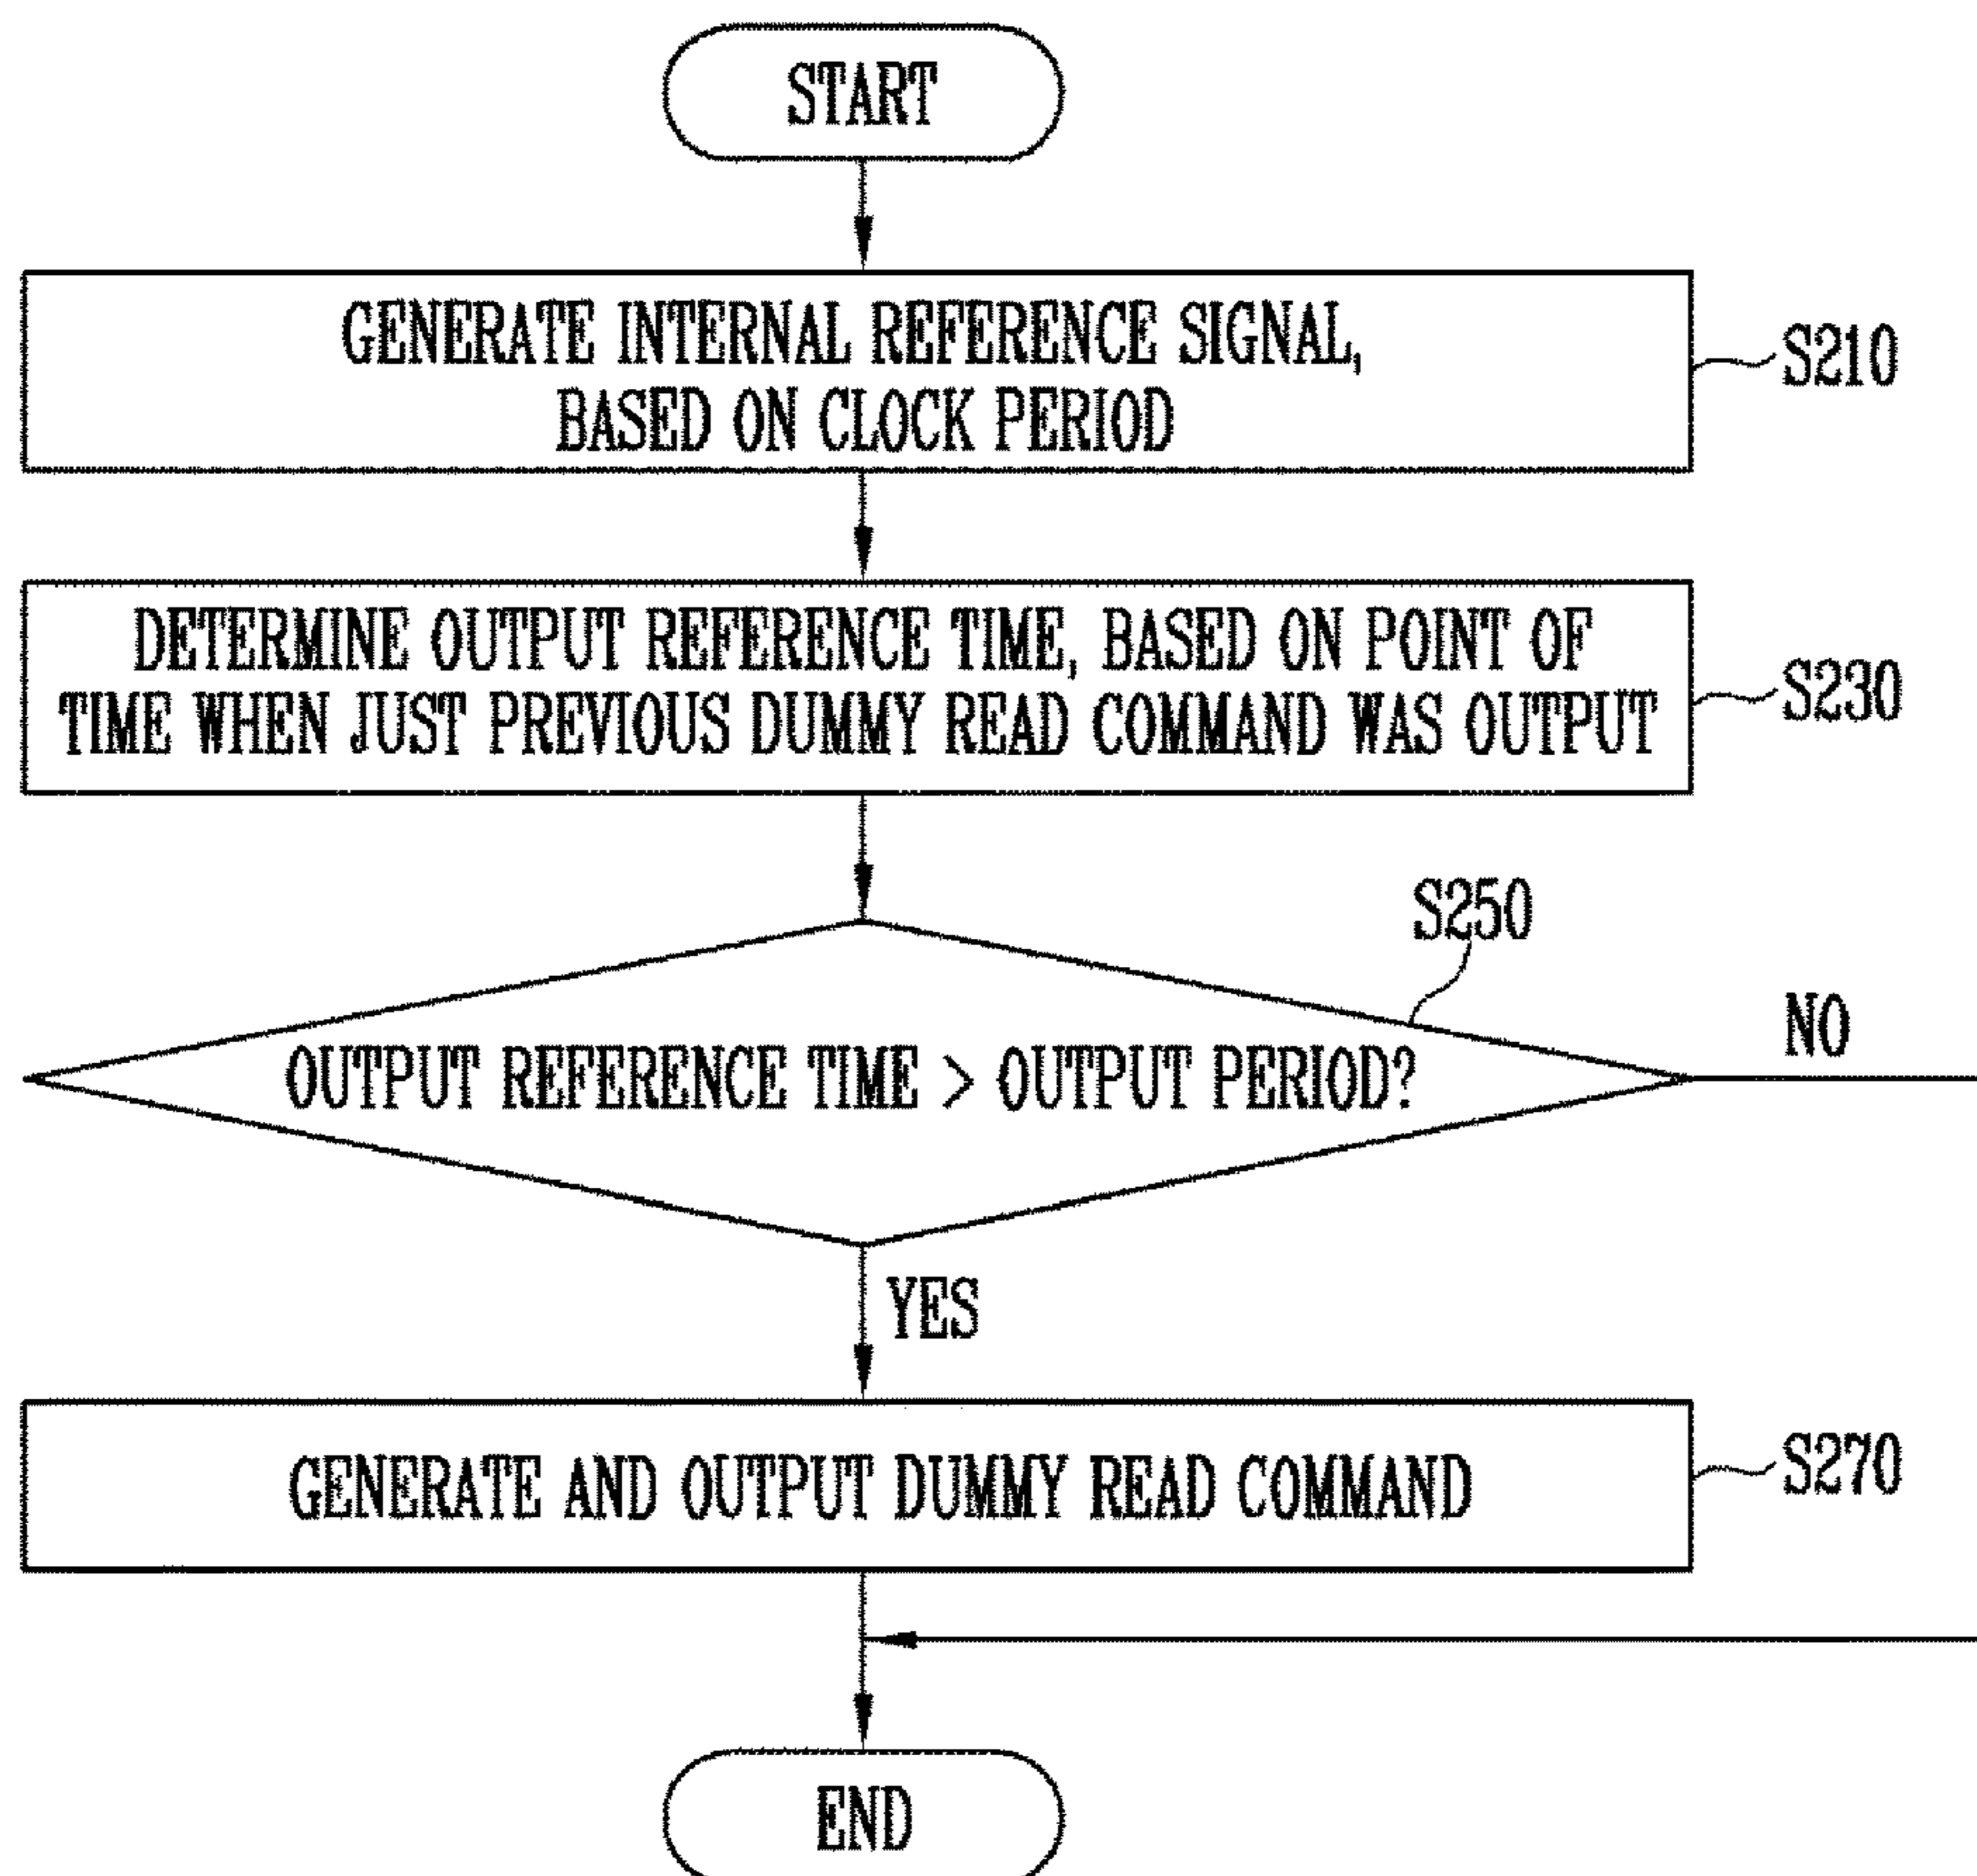 START
GENERATE INTERNAL REFERENCE SIGNAL,
BASED ON CLOCK PERIOD
S210
DETERMINE OUTPUT REFERENCE TIME, BASED ON POINT OF
TIME WHEN JUST PREVIOUS DUMMY READ COMMAND WAS OUTPUT
S230
S250
OUTPUT REFERENCE TIME > OUTPUT PERIOD?
NO
YES
GENERATE AND OUTPUT DUMMY READ COMMAND
S270
END